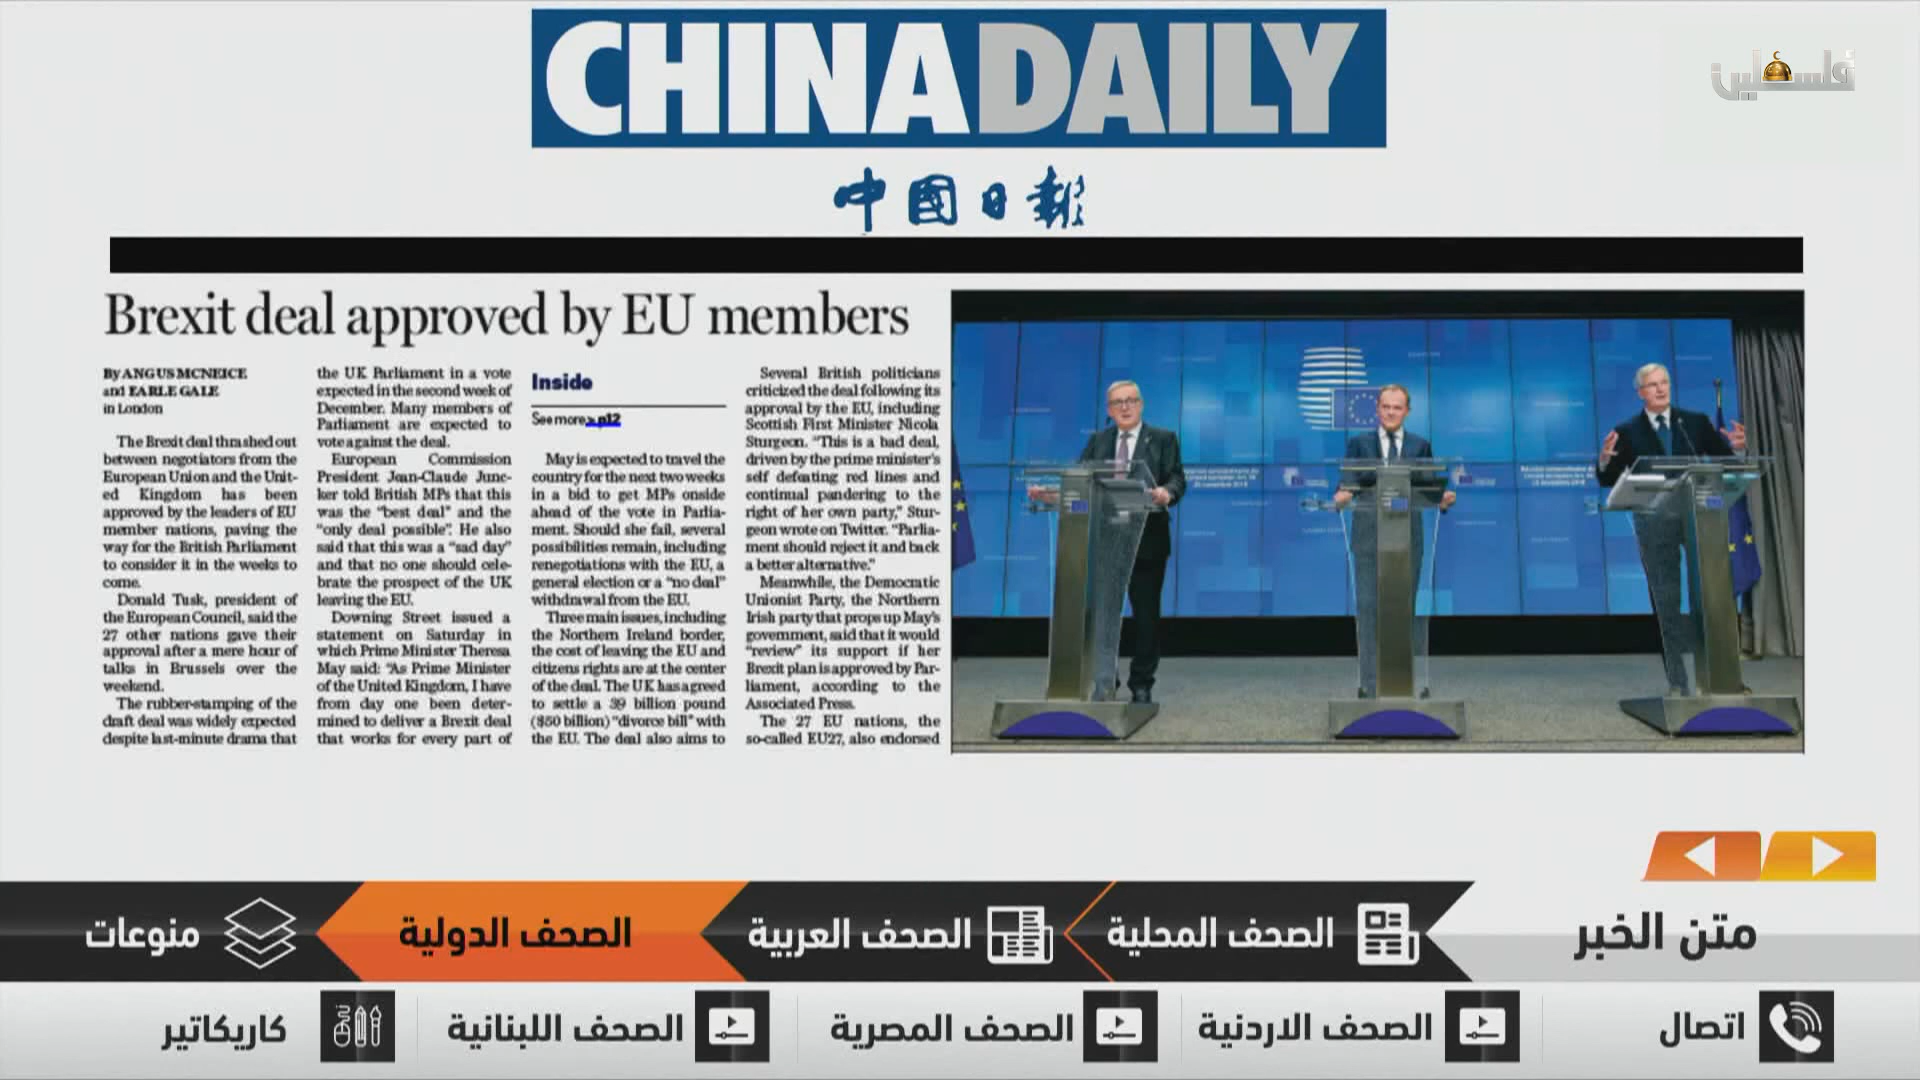 CHINADAILY
فلسطين
中國日報
Brexit deal approved by EU members
By ANGUS MCNEICE
and EARLE GALE
in London
The Brexit deal thrashed out
between negotiators from the
European Union and the Unit-
ed Kingdom has been
approved by the leaders of EU
member nations, paving the
way for the British Parliament
to consider it in the weeks to
come.
Donald Tusk, president of
the European Council, said the
27 other nations gave their
approval after a mere hour of
talks in Brussels over the
weekend.
The rubber-stamping of the
draft deal was widely expected
despite last-minute drama that
the UK Parliament in a vote
expected in the second week of
December. Many members of
Parliament are expected to
vote against the deal.
European Commission
President Jean-Claude Junc-
ker told British MPs that this
was the "best deal" and the
"only deal possible". He also
said that this was a "sad day"
and that no one should cele-
brate the prospect of the UK
leaving the EU.
Downing Street issued a
statement on Saturday in
which Prime Minister Theresa
May said: "As Prime Minister
of the United Kingdom, I have
from day one been deter-
mined to deliver a Brexit deal
that works for every part of
Inside
See more > p12
May is expected to travel the
country for the next two weeks
in a bid to get MPs onside
ahead of the vote in Parlia-
ment. Should she fail, several
possibilities remain, including
renegotiations with the EU, a
general election or a "no deal"
withdrawal from the EU.
Three main issues, including
the Northern Ireland border,
the cost of leaving the EU and
citizens rights are at the center
of the deal. The UK has agreed
to settle a 39 billion pound
($50 billion) "divorce bill" with
the EU. The deal also aims to
Several British politicians
criticized the deal following its
approval by the EU, including
Scottish First Minister Nicola
Sturgeon. "This is a bad deal,
driven by the prime minister's
self defeating red lines and
continual pandering to the
right of her own party," Stur-
geon wrote on Twitter. "Parlia-
ment should reject it and back
a better alternative."
Meanwhile, the Democratic
Unionist Party, the Northern
Irish party that props up May's
government, said that it would
"review" its support if her
Brexit plan is approved by Par-
liament, according to the
Associated Press.
The 27 EU nations, the
so-called EU27, also endorsed
متن الخبر
الصحف المحلية
الصحف العربية
الصحف الدولية
منوعات
اتصال
الصحف الاردنية
الصحف المصرية
الصحف اللبنانية
كاريكاتير